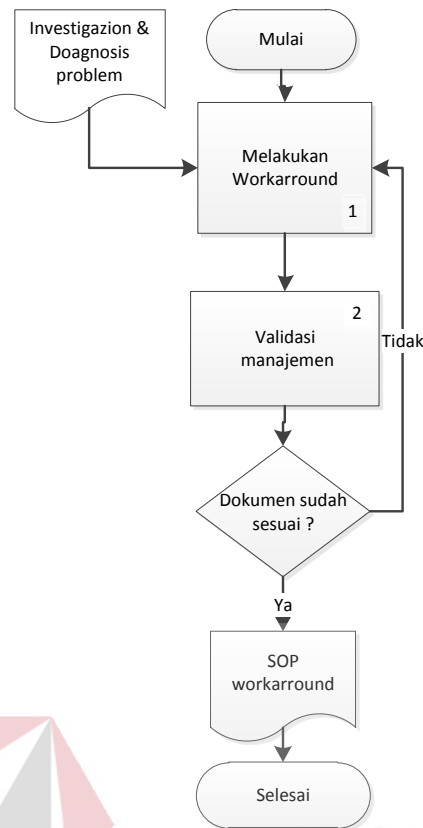 Investigazion &
Doagnosis
problem
Mulai
Melakukan
Workarround
1
2
Validasi
manajemen
Tidak
Dokumen sudah
sesuai ?
Ya
SOP
workarround
Selesai